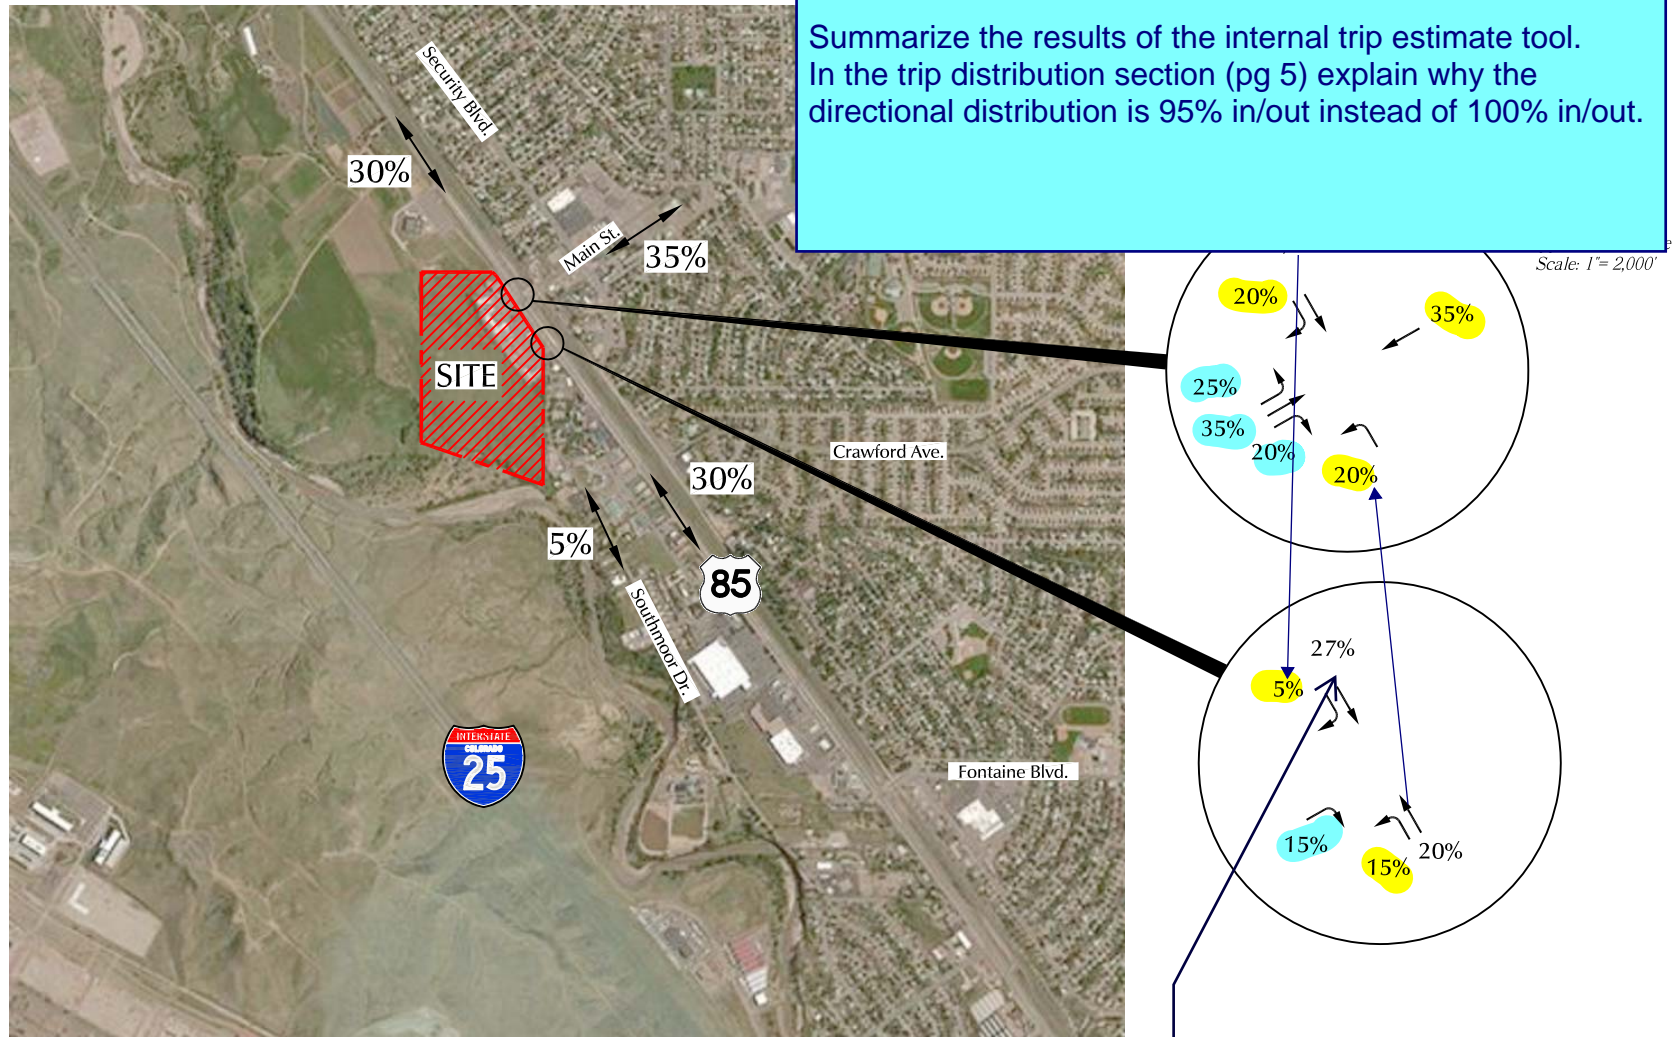 Summarize the results of the internal trip estimate tool.
In the trip distribution section (pg 5) explain why the
directional distribution is 95% in/out instead of 100% in/out.
Security Blvd.
30%
Main St.
35%
Scale: 1"= 2,000'
20%
35%
SITE
25%
35%
20%
20%
Crawford Ave.
30%
5%
85
Southmoor Dr.
27%
5%
INTERSTATE
COLORADO
25
Fontaine Blvd.
15%
15%
20%